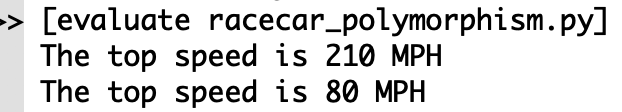 >> [evaluate racecar_polymorphism.py]
The top speed is 210 MPH
The top speed is 80 MPH